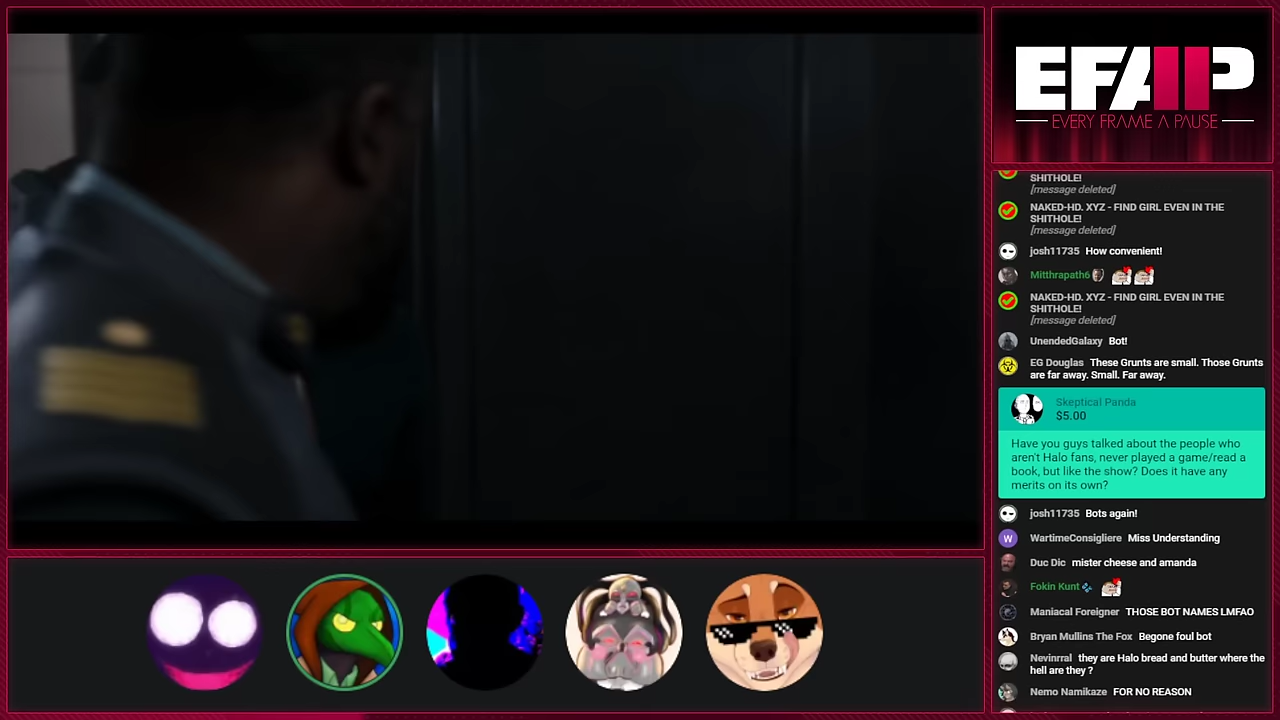 EFAP
EVERY FRAME A PAUSE
SHITHOLE!
[message deleted]
NAKED-HD. XYZ - FIND GIRL EVEN IN THE
SHITHOLE!
[message deleted]
josh11735 How convenient!
Mitthrapath6
NAKED-HD. XYZ - FIND GIRL EVEN IN THE
SHITHOLE!
[message deleted]
UnendedGalaxy Bot!
EG Douglas These Grunts are small. Those Grunts
are far away. Small. Far away.
Skeptical Panda
$5.00
Have you guys talked about the people who
aren't Halo fans, never played a game/read a
book, but like the show? Does it have any
merits on its own?
josh11735 Bots again!
W
WartimeConsigliere Miss Understanding
Duc Dic mister cheese and amanda
Fokin Kunt
Maniacal Foreigner THOSE BOT NAMES LMFAO
Bryan Mullins The Fox Begone foul bot
Nevinrral they are Halo bread and butter where the
hell are they ?
Nemo Namikaze FOR NO REASON